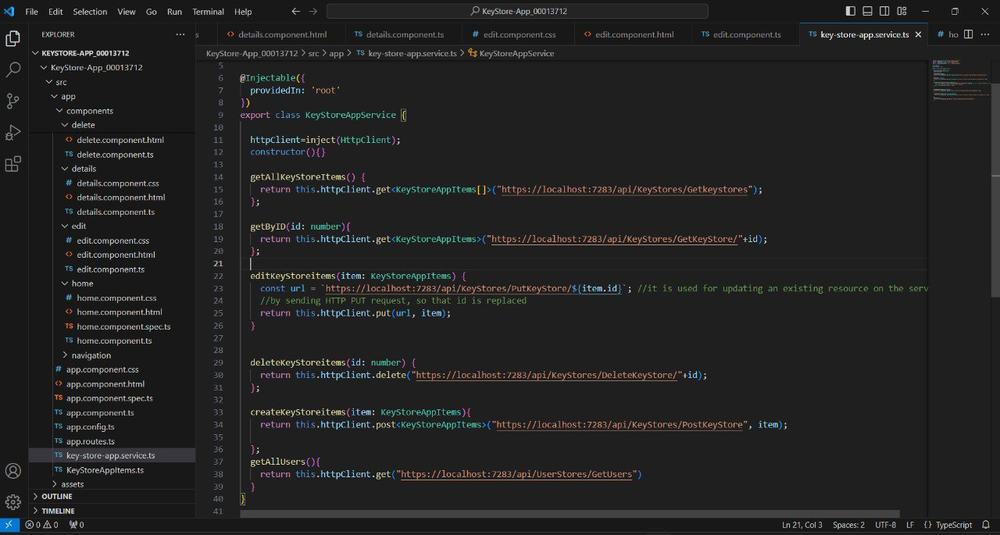 File Edit Selection View Go Run Terminal Help
KeyStore-App_00013712
EXPLORER
s
<> details.component.html
TS details.component.ts
# edit.component.css
<> edit.component.html
TS edit.component.ts
TS key-store-app.service.ts
# ho
KeyStore-App_00013712 > src > app > TS key-store-app.service.ts > KeyStoreAppService
KEYSTORE-APP_00013712
KeyStore-App_00013712
src
app
components
delete
<> delete.component.html
TS delete.component.ts
details
# details.component.css
<> details.component.html
TS details.component.ts
edit
# edit.component.css
<> edit.component.html
TS edit.component.ts
home
# home.component.css
<> home.component.html
TS home.component.spec.ts
TS home.component.ts
navigation
# app.component.css
<> app.component.html
TS app.component.spec.ts
TS app.component.ts
TS app.config.ts
TS app.routes.ts
TS key-store-app.service.ts
TS KeyStoreAppItems.ts
assets
OUTLINE
TIMELINE
5
6 @Injectable({
7   providedIn: 'root'
8 })
9 export class KeyStoreAppService {
10
11   httpClient=inject(HttpClient);
12   constructor(){}
13
14   getAllKeyStoreItems() {
15     return this.httpClient.get<KeyStoreAppItems[]>("https://localhost:7283/api/KeyStores/Getkeystores");
16   };
17
18   getByID(id: number){
19     return this.httpClient.get<KeyStoreAppItems>("https://localhost:7283/api/KeyStores/GetKeyStore/"+id);
20   };
21
22   editKeyStoreitems(item: KeyStoreAppItems) {
23     const url = `https://localhost:7283/api/KeyStores/PutKeyStore/${item.id}`; //it is used for updating an existing resource on the serv
24     //by sending HTTP PUT request, so that id is replaced
25     return this.httpClient.put(url, item);
26   }
27
28
29   deleteKeyStoreitems(id: number) {
30     return this.httpClient.delete("https://localhost:7283/api/KeyStores/DeleteKeyStore/"+id);
31   };
32
33   createKeyStoreitems(item: KeyStoreAppItems){
34     return this.httpClient.post<KeyStoreAppItems>("https://localhost:7283/api/KeyStores/PostKeyStore", item);
35
36   };
37   getAllUsers(){
38     return this.httpClient.get("https://localhost:7283/api/UserStores/GetUsers")
39   }
40 }
41
0 0 0
Ln 21, Col 3 Spaces: 2 UTF-8 LF {} TypeScript